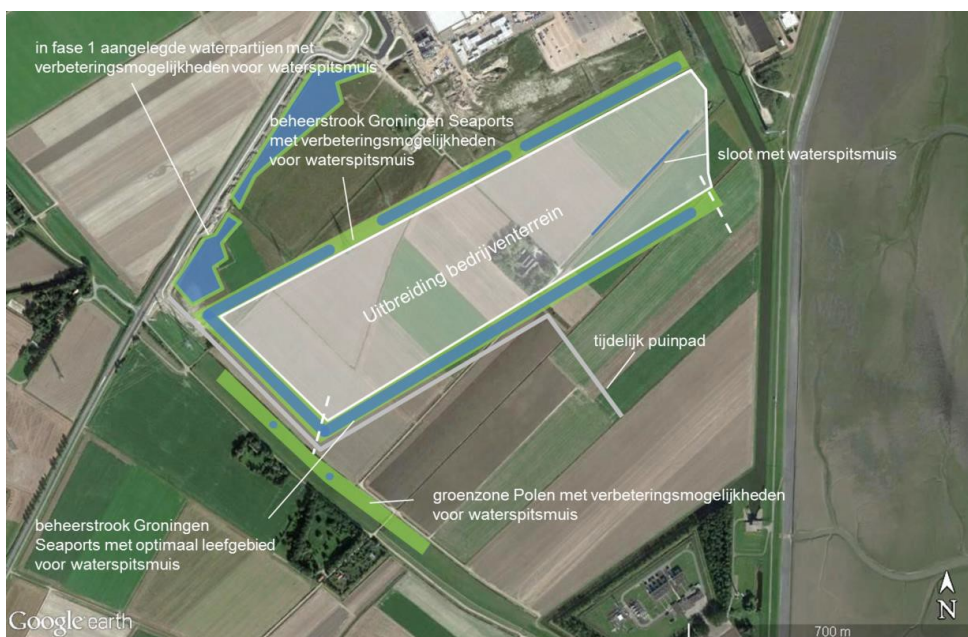 in fase 1 aangelegde waterpartijen met
verbeteringsmogelijkheden voor waterspitsmuis
beheerstrook Groningen Seaports
met verbeteringsmogelijkheden
voor waterspitsmuis
sloot met waterspitsmuis
Uitbreiding bedrijventerrein
tijdelijk puinpad
groenzone Polen met verbeteringsmogelijkheden
voor waterspitsmuis
beheerstrook Groningen
Seaports met optimaal leefgebied
voor waterspitsmuis
N
Google earth
700 m